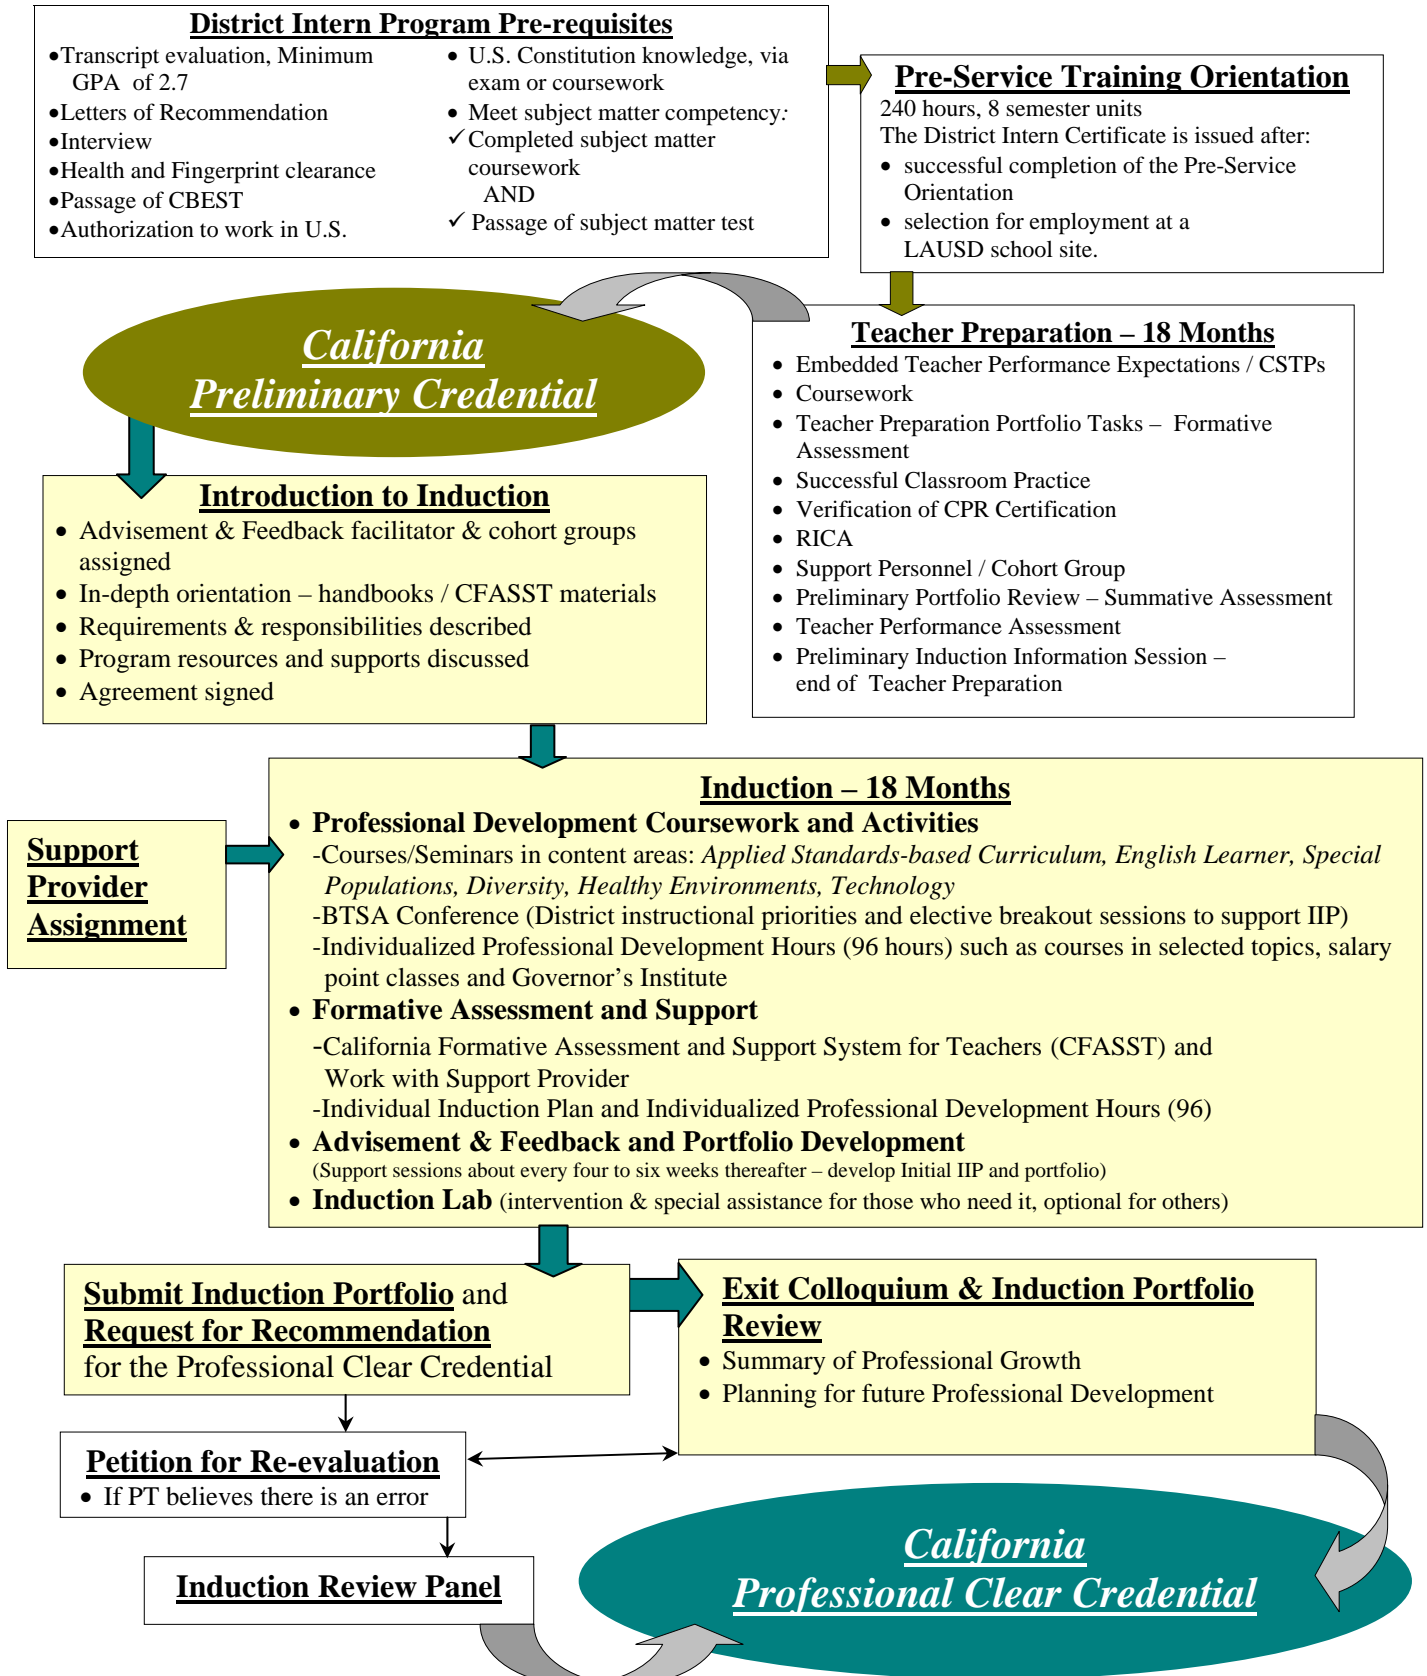 District Intern Program Pre-requisites
•Transcript evaluation, Minimum
GPA of 2.7
•Letters of Recommendation
•Interview
•Health and Fingerprint clearance
•Passage of CBEST
•Authorization to work in U.S.
• U.S. Constitution knowledge, via
exam or coursework
• Meet subject matter competency:
✓Completed subject matter
coursework
AND
✓ Passage of subject matter test
Pre-Service Training Orientation
240 hours, 8 semester units
The District Intern Certificate is issued after:
• successful completion of the Pre-Service
Orientation
• selection for employment at a
LAUSD school site.
California
Preliminary Credential
Teacher Preparation – 18 Months
• Embedded Teacher Performance Expectations / CSTPs
• Coursework
• Teacher Preparation Portfolio Tasks – Formative
Assessment
• Successful Classroom Practice
• Verification of CPR Certification
• RICA
• Support Personnel / Cohort Group
• Preliminary Portfolio Review – Summative Assessment
• Teacher Performance Assessment
• Preliminary Induction Information Session –
end of Teacher Preparation
Introduction to Induction
• Advisement & Feedback facilitator & cohort groups
assigned
• In-depth orientation – handbooks / CFASST materials
• Requirements & responsibilities described
• Program resources and supports discussed
• Agreement signed
Support
Provider
Assignment
Induction – 18 Months
• Professional Development Coursework and Activities
-Courses/Seminars in content areas: Applied Standards-based Curriculum, English Learner, Special
Populations, Diversity, Healthy Environments, Technology
-BTSA Conference (District instructional priorities and elective breakout sessions to support IIP)
-Individualized Professional Development Hours (96 hours) such as courses in selected topics, salary
point classes and Governor’s Institute
• Formative Assessment and Support
-California Formative Assessment and Support System for Teachers (CFASST) and
Work with Support Provider
-Individual Induction Plan and Individualized Professional Development Hours (96)
• Advisement & Feedback and Portfolio Development
(Support sessions about every four to six weeks thereafter – develop Initial IIP and portfolio)
• Induction Lab (intervention & special assistance for those who need it, optional for others)
Submit Induction Portfolio and
Request for Recommendation
for the Professional Clear Credential
Exit Colloquium & Induction Portfolio
Review
• Summary of Professional Growth
• Planning for future Professional Development
Petition for Re-evaluation
• If PT believes there is an error
Induction Review Panel
California
Professional Clear Credential